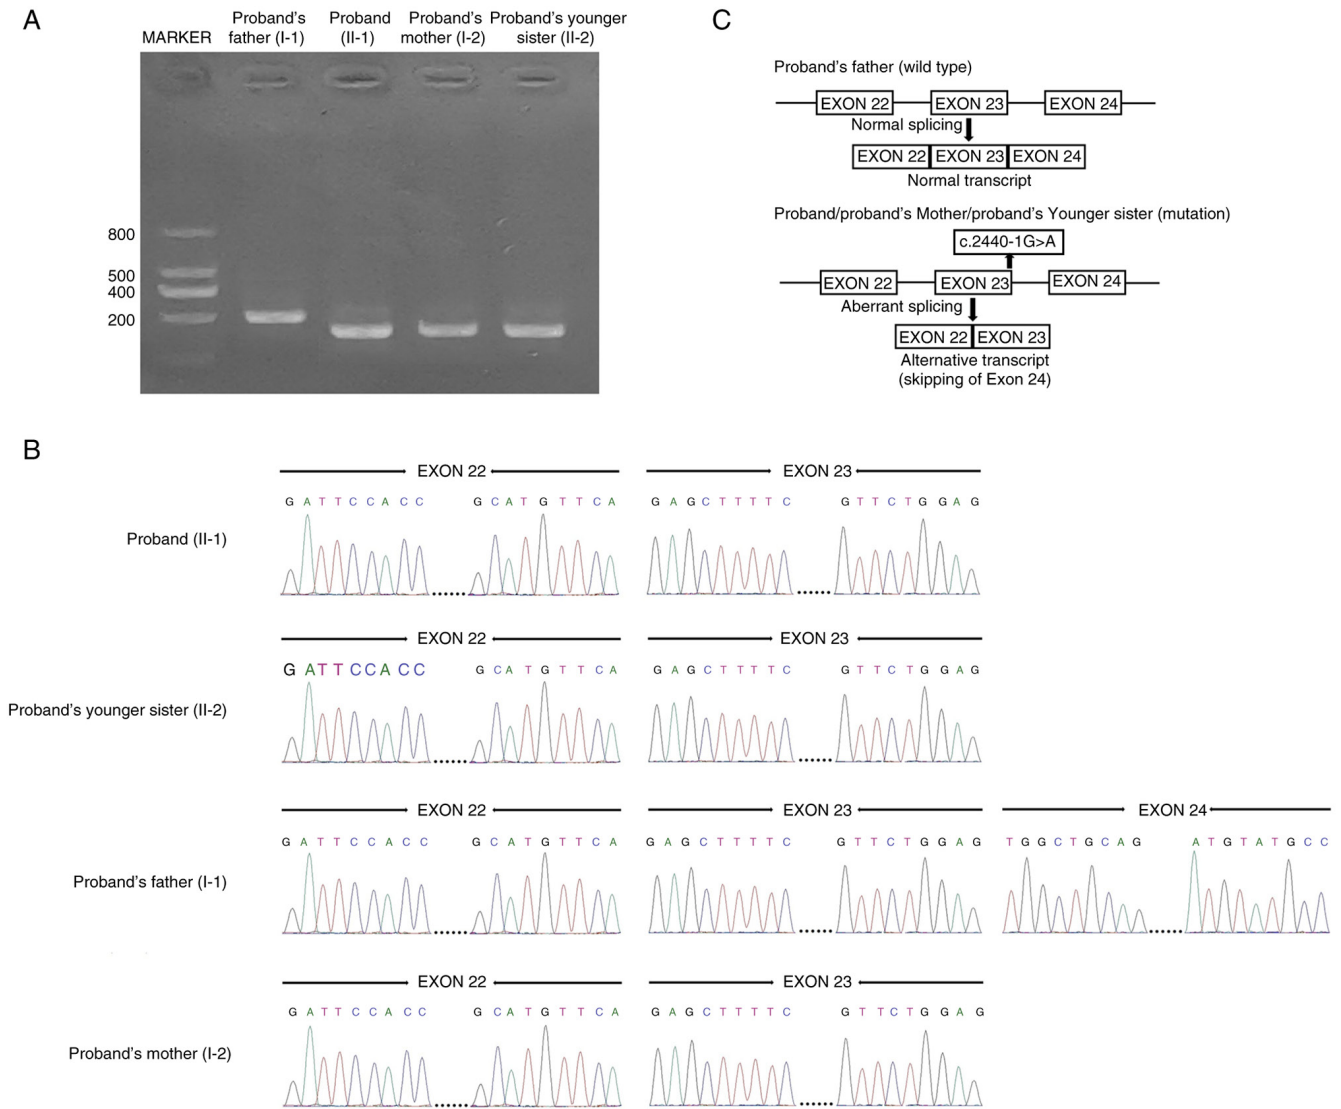 A
MARKER
Proband's
father (I-1)
Proband
(II-1)
Proband's
mother (I-2)
Proband's younger
sister (II-2)
800
500
400
200
C
Proband's father (wild type)
EXON 22 EXON 23 EXON 24
Normal splicing
EXON 22 EXON 23 EXON 24
Normal transcript
Proband/proband's Mother/proband's Younger sister (mutation)
c.2440-1G>A
EXON 22 EXON 23 EXON 24
Aberrant splicing
EXON 22 EXON 23
Alternative transcript
(skipping of Exon 24)
B
EXON 22 EXON 23
G A T T C C A C C G C A T G T T C A G A G C T T T T C G T T C T G G A G
Proband (II-1)
EXON 22 EXON 23
G A T T C C A C C G C A T G T T C A G A G C T T T T C G T T C T G G A G
Proband's younger sister (II-2)
EXON 22 EXON 23 EXON 24
G A T T C C A C C G C A T G T T C A G A G C T T T T C G T T C T G G A G T G G C T G C A G A T G T A T G C C
Proband's father (I-1)
EXON 22 EXON 23
G A T T C C A C C G C A T G T T C A G A G C T T T T C G T T C T G G A G
Proband's mother (I-2)